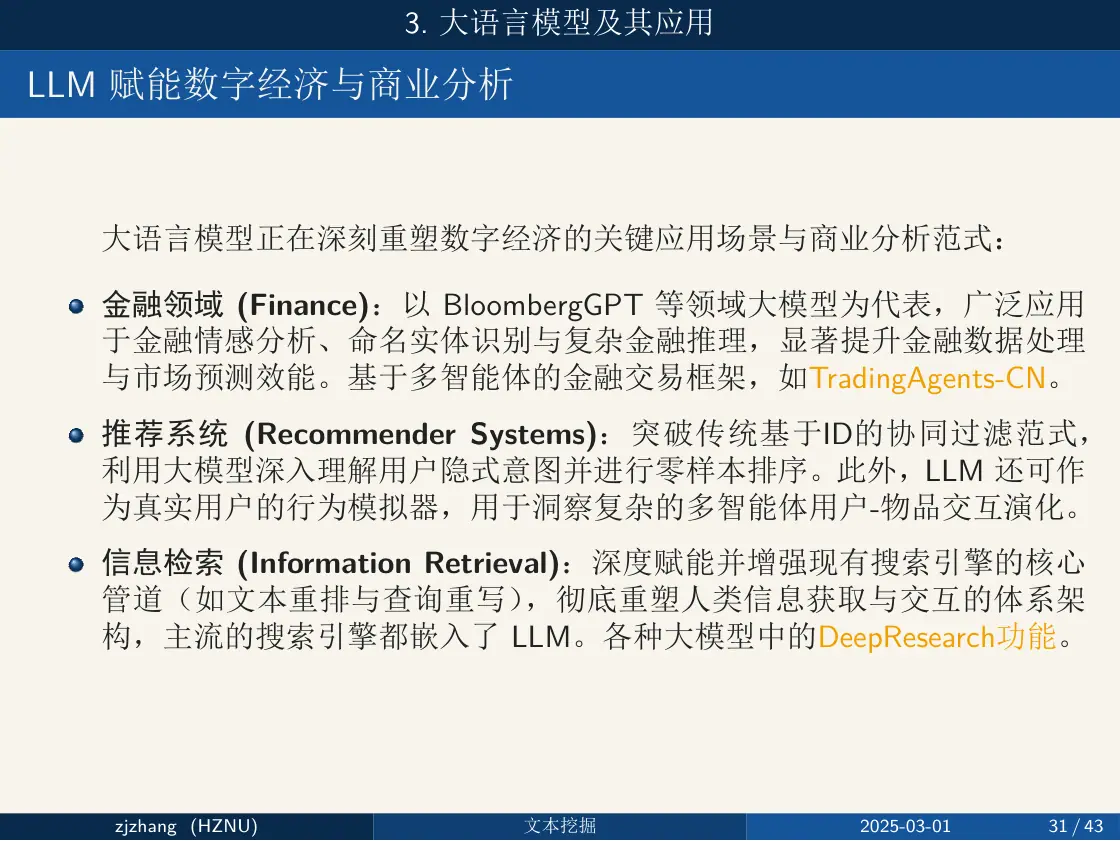 3. 大语言模型及其应用
LLM 赋能数字经济与商业分析
大语言模型正在深刻重塑数字经济的关键应用场景与商业分析范式：
金融领域 (Finance)：以 BloombergGPT 等领域大模型为代表，广泛应用
于金融情感分析、命名实体识别与复杂金融推理，显著提升金融数据处理
与市场预测效能。基于多智能体的金融交易框架，如TradingAgents-CN。
推荐系统 (Recommender Systems)：突破传统基于ID的协同过滤范式，
利用大模型深入理解用户隐式意图并进行零样本排序。此外，LLM 还可作
为真实用户的行为模拟器，用于洞察复杂的多智能体用户-物品交互演化。
信息检索 (Information Retrieval)：深度赋能并增强现有搜索引擎的核心
管道（如文本重排与查询重写），彻底重塑人类信息获取与交互的体系架
构，主流的搜索引擎都嵌入了 LLM。各种大模型中的DeepResearch功能。
zjzhang (HZNU) 文本挖掘 2025-03-01 31 / 43